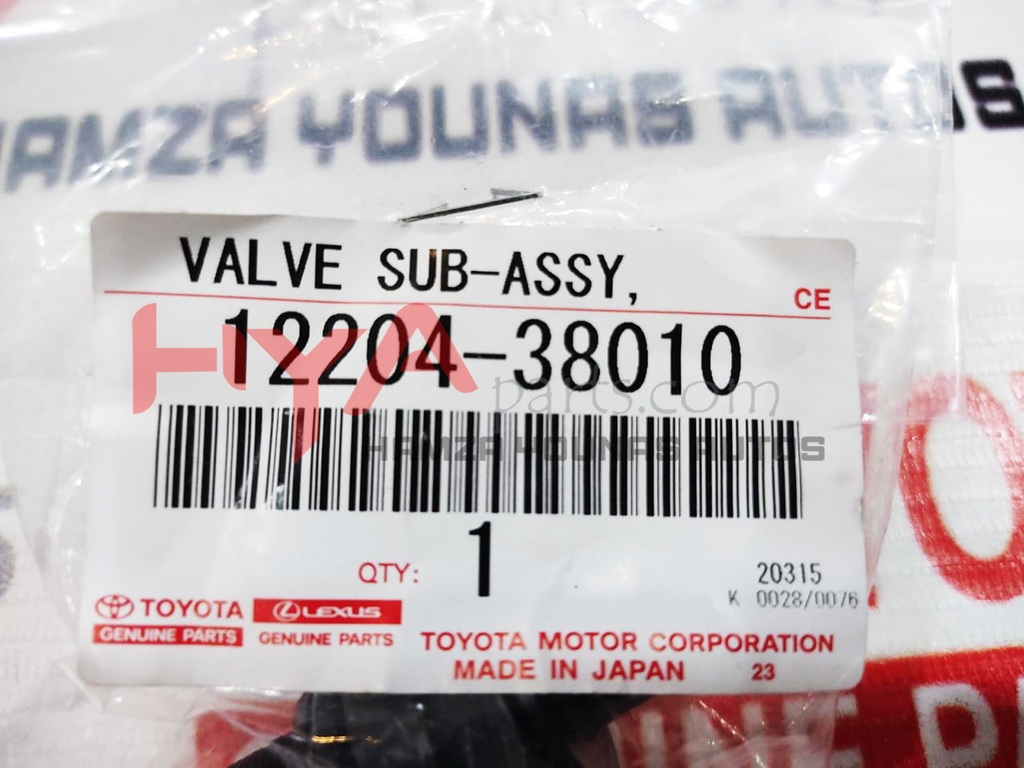 HAMZA YOUNAS AUTOS
VALVE SUB-ASSY,
CE
12204-38010
HYA parts.com
HAMZA YOUNAS AUTOS
QTY: 1
20315
K 0028/0076
TOYOTA
GENUINE PARTS
LEXUS
GENUINE PARTS
TOYOTA MOTOR CORPORATION
MADE IN JAPAN 23